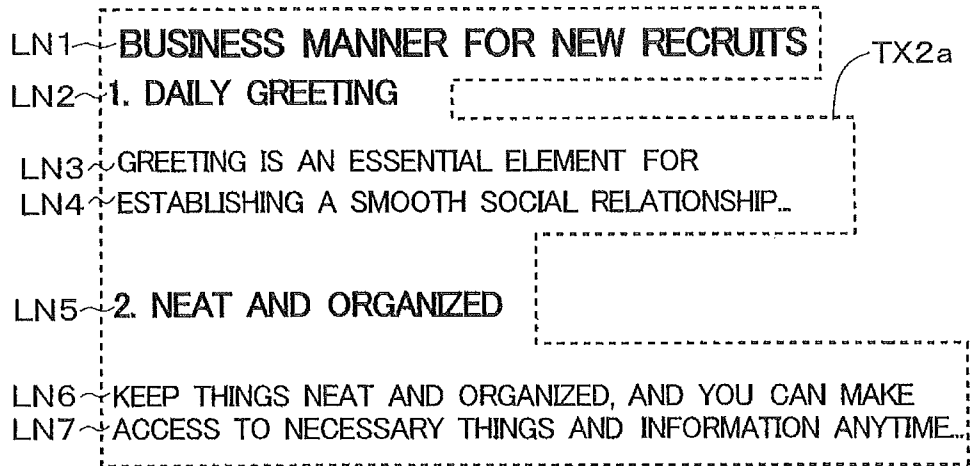 LN1 BUSINESS MANNER FOR NEW RECRUITS
TX2a
LN2 1. DAILY GREETING
LN3 GREETING IS AN ESSENTIAL ELEMENT FOR
LN4 ESTABLISHING A SMOOTH SOCIAL RELATIONSHIP...
LN5 2. NEAT AND ORGANIZED
LN6 KEEP THINGS NEAT AND ORGANIZED, AND YOU CAN MAKE
LN7 ACCESS TO NECESSARY THINGS AND INFORMATION ANYTIME...